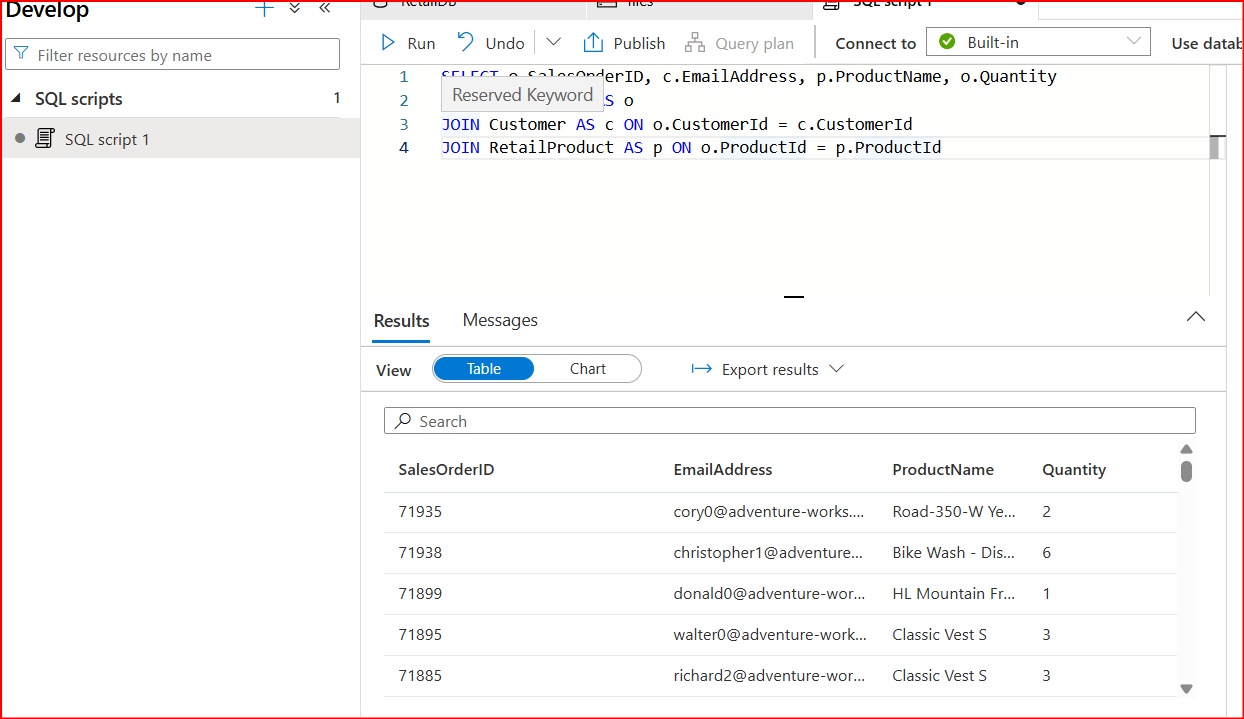 Develop
RetailDB
files
SQL script 1
Filter resources by name
Run
Undo
Publish
Query plan
Connect to
Built-in
Use datab
SQL scripts
1
SQL script 1
1
SELECT o.SalesOrderID, c.EmailAddress, p.ProductName, o.Quantity
Reserved Keyword
2
AS o
3
JOIN Customer AS c ON o.CustomerId = c.CustomerId
4
JOIN RetailProduct AS p ON o.ProductId = p.ProductId
Results
Messages
View
Table
Chart
Export results
Search
SalesOrderID
EmailAddress
ProductName
Quantity
71935
cory0@adventure-works....
Road-350-W Ye...
2
71938
christopher1@adventure...
Bike Wash - Dis...
6
71899
donald0@adventure-wor...
HL Mountain Fr...
1
71895
walter0@adventure-work...
Classic Vest S
3
71885
richard2@adventure-wor...
Classic Vest S
3